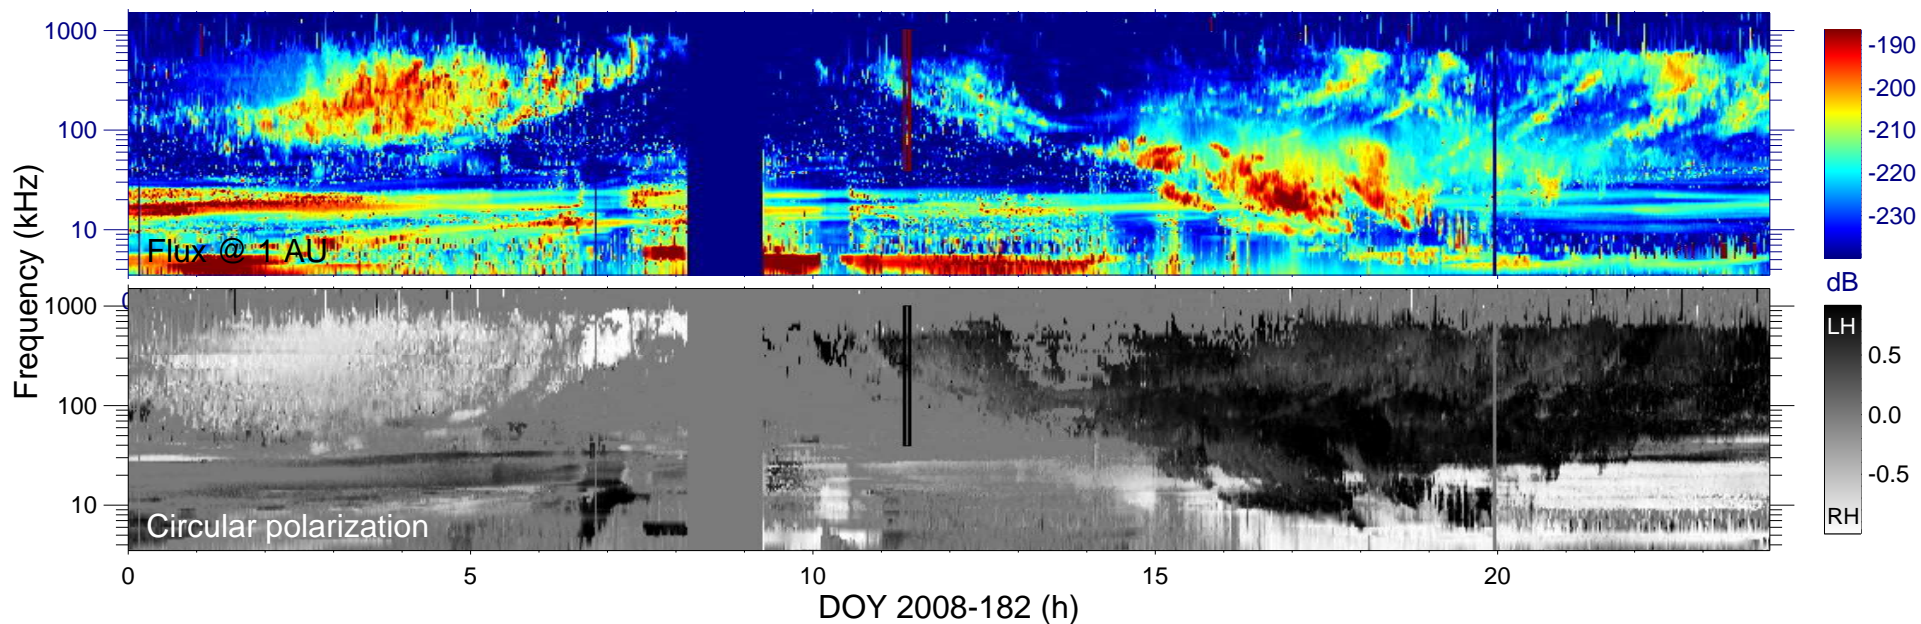 1000
100
10
Flux @ 1 AU
-190
-200
-210
-220
-230
dB
Frequency (kHz)
0
1000
100
10
Circular polarization
LH
0.5
0.0
-0.5
RH
0 5 10 15 20
DOY 2008-182 (h)